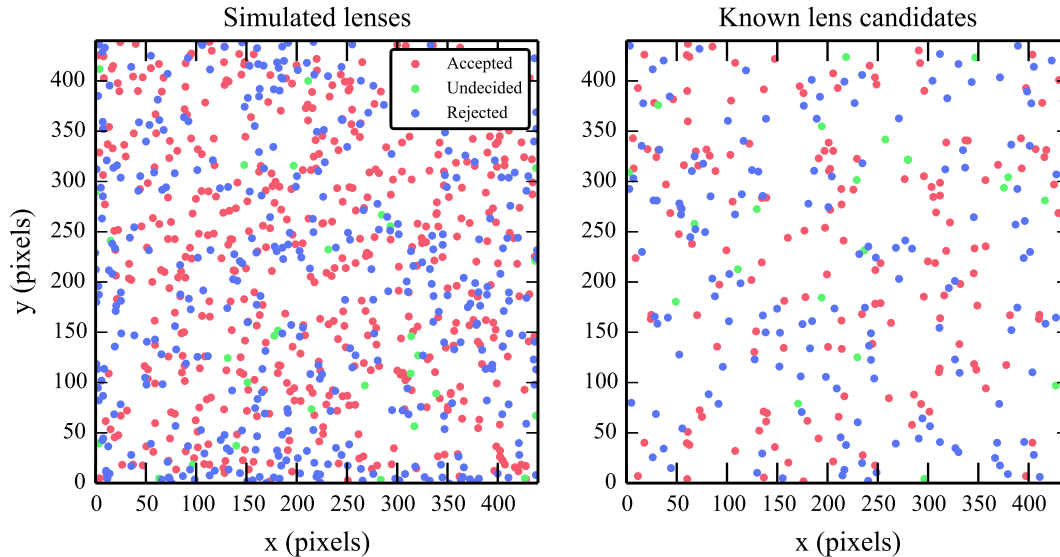 Simulated lenses
Known lens candidates
Accepted
Undecided
Rejected
y (pixels)
400
350
300
250
200
150
100
50
0
0 50 100 150 200 250 300 350 400
x (pixels)
400
350
300
250
200
150
100
50
0
0 50 100 150 200 250 300 350 400
x (pixels)